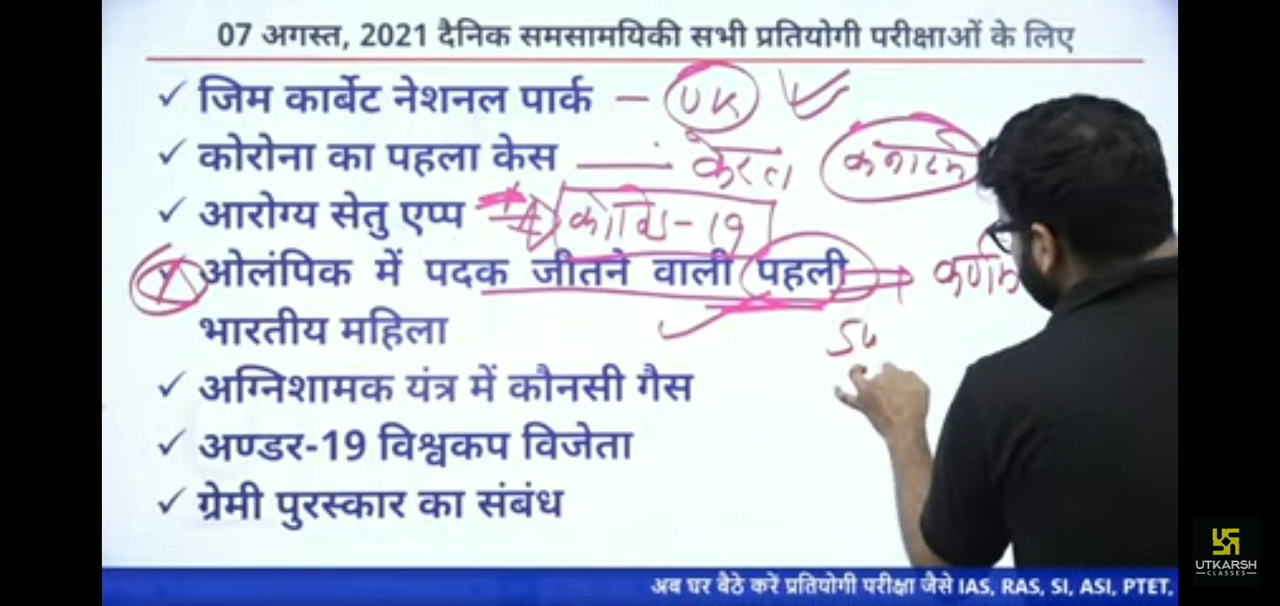 07 अगस्त, 2021 दैनिक समसामयिकी सभी प्रतियोगी परीक्षाओं के लिए
✓ जिम कार्बेट नेशनल पार्क – UK
✓ कोरोना का पहला केस — केरल
✓ आरोग्य सेतु एप्प कोविड-19
ओलंपिक में पदक जीतने वाली पहली
भारतीय महिला
✓ अग्निशामक यंत्र में कौनसी गैस
✓ अण्डर-19 विश्वकप विजेता
✓ ग्रेमी पुरस्कार का संबंध
अब घर बैठे करें प्रतियोगी परीक्षा जैसे IAS, RAS, SI, ASI, PTET,
UTKARSH
CLASSES